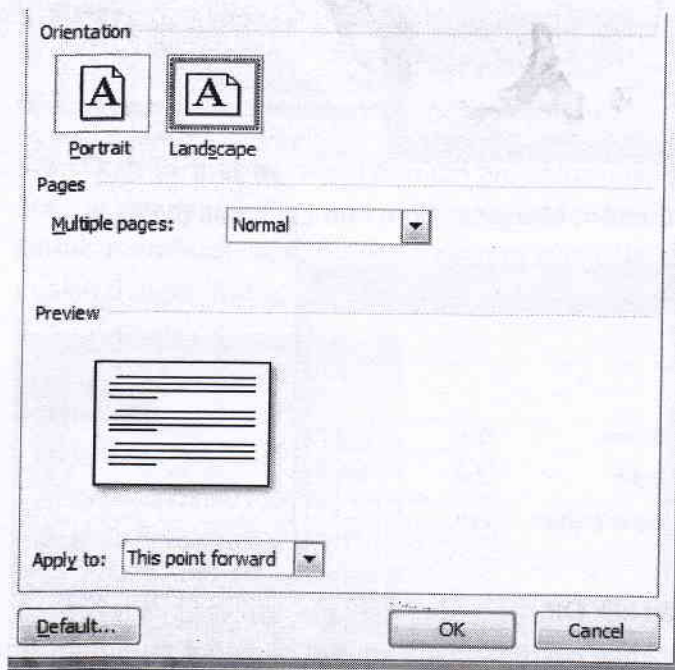 Orientation
A A
Portrait Landscape
Pages
Multiple pages: Normal
Preview
Apply to: This point forward
Default... OK Cancel